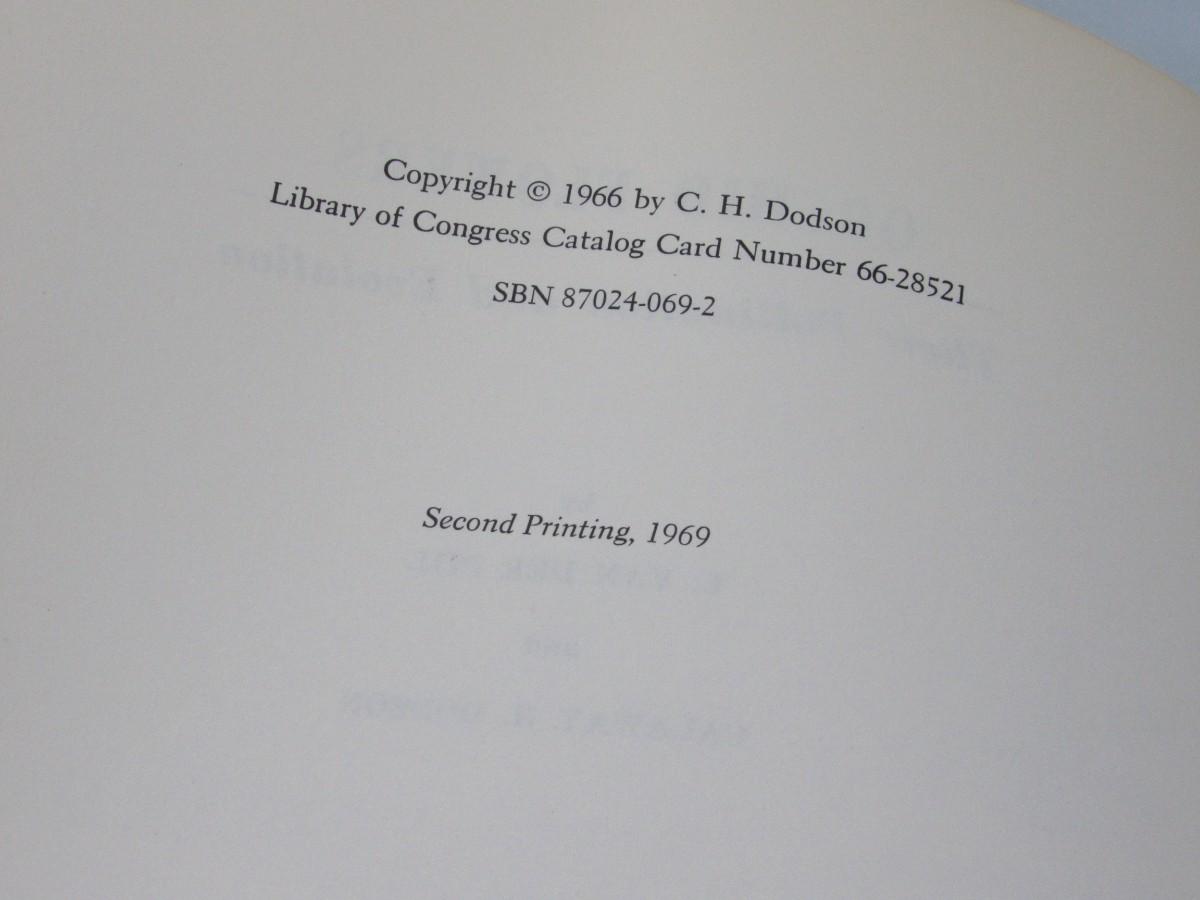 Copyright © 1966 by C. H. Dodson
Library of Congress Catalog Card Number 66-28521
SBN 87024-069-2
Second Printing, 1969